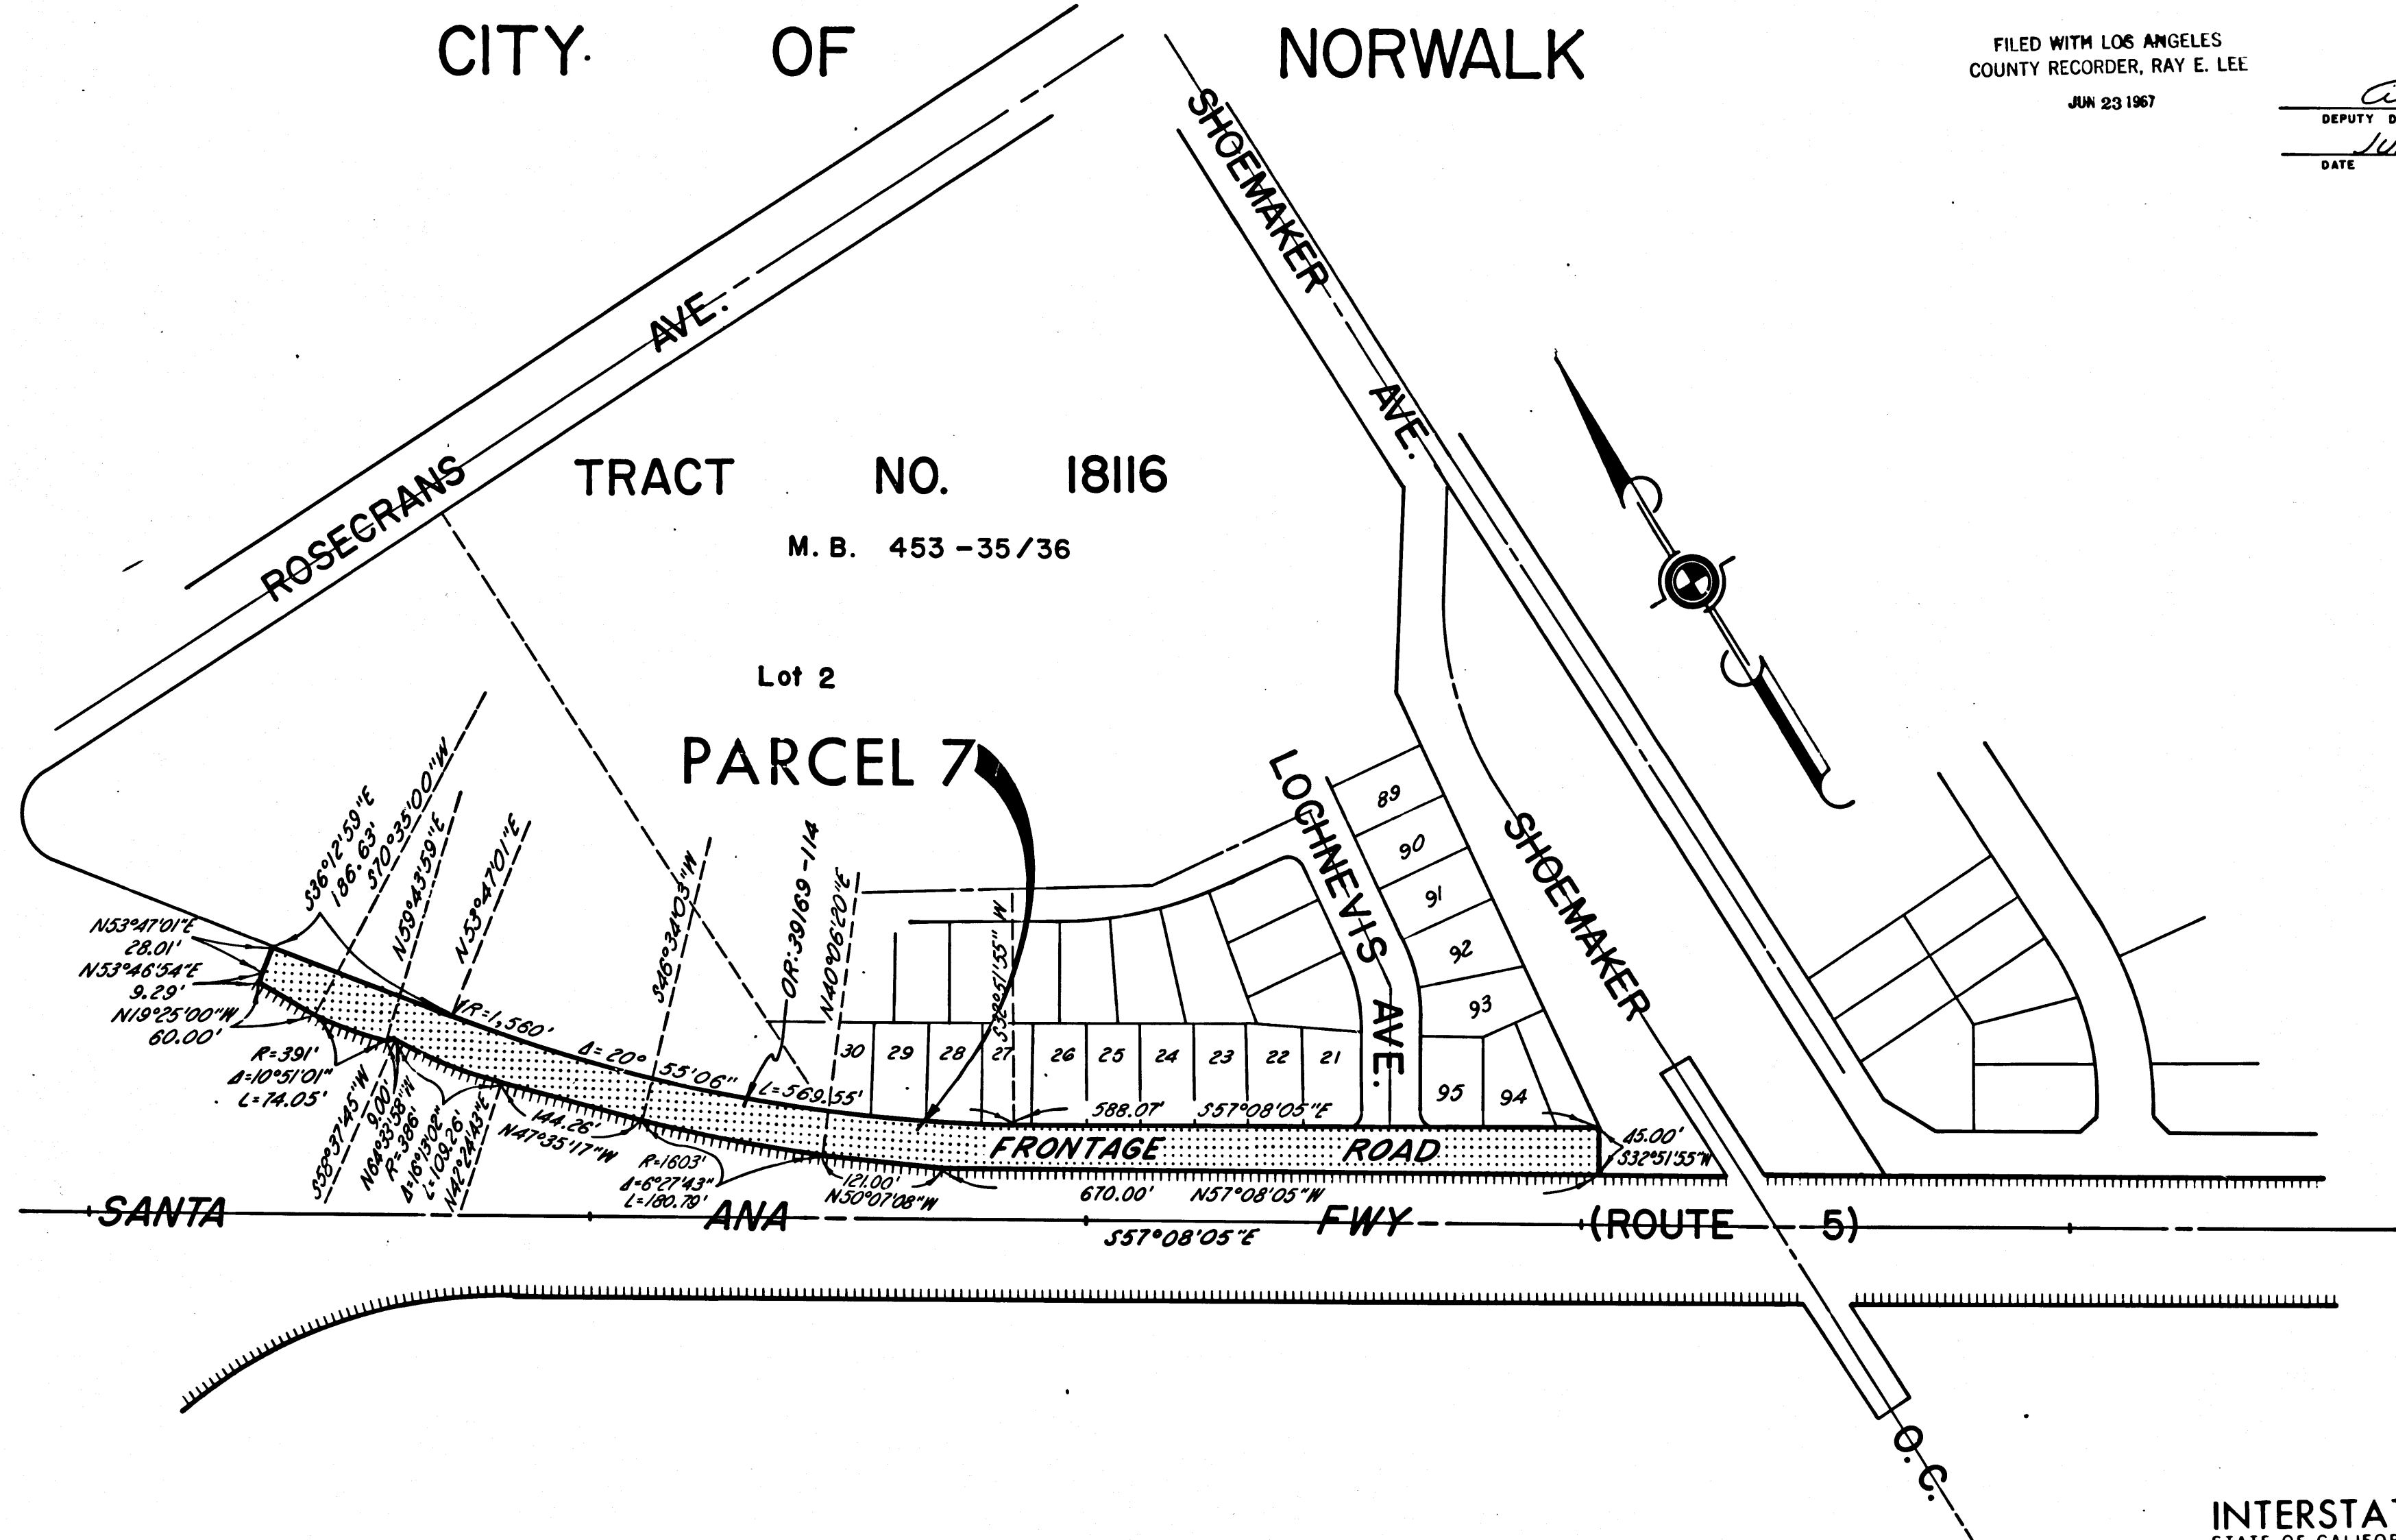 CITY OF NORWALK
FILED WITH LOS ANGELES
COUNTY RECORDER, RAY E. LEE
JUN 23 1967
DEPUTY D
DATE
SHOEMAKER AVE.
ROSECRANS AVE.
TRACT NO. 18116
M. B. 453-35/36
Lot 2
PARCEL 7
LOCHNEVIS AVE.
SHOEMAKER
89
90
91
92
93
94
95
S36°12'59"E
186.63'
S70°35'00"W
N59°43'59"E
N53°47'01"E
S46°34'03"W
OR:39169-114
N40°06'20"E
S32°51'55"W
N53°47'01"E
28.01'
N53°46'54"E
9.29'
N19°25'00"W
60.00'
R=391'
Δ=10°51'01"
L=74.05'
S58°37'45"W
9.00'
N64°33'58"W
R=386'
Δ=16°13'02"
L=109.26'
N42°24'43"E
R=1,560'
Δ=20° 55'06"
L=569.55'
144.26'
N47°35'17"W
R=1603'
Δ=6°27'43"
L=180.79'
121.00'
N50°07'08"W
30 29 28 27 26 25 24 23 22 21
588.07' S57°08'05"E
FRONTAGE ROAD
45.00'
S32°51'55"W
670.00' N57°08'05"W
SANTA ANA FWY (ROUTE 5)
S57°08'05"E
O. C.
INTERSTAT